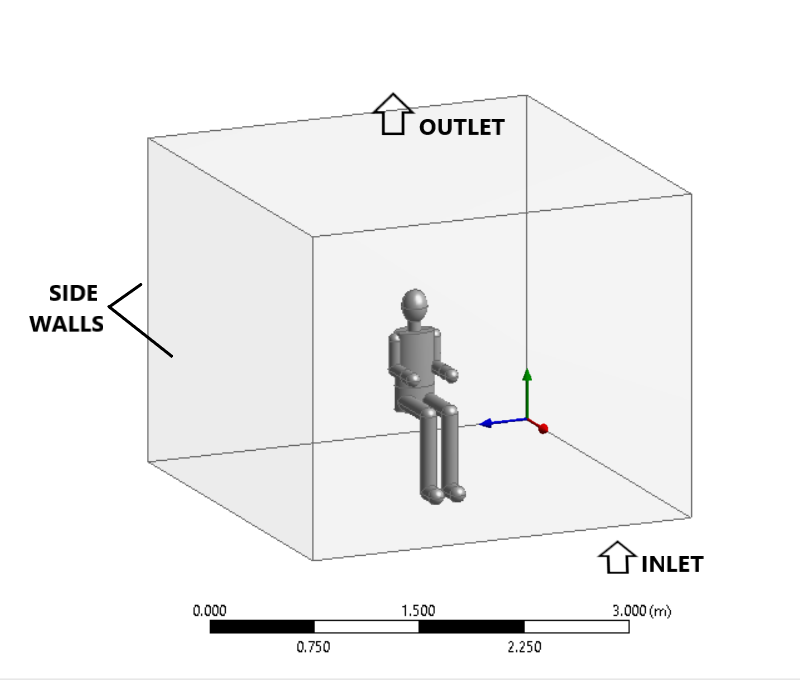 OUTLET
SIDE
WALLS
INLET
0.000 1.500 3.000 (m)
0.750 2.250